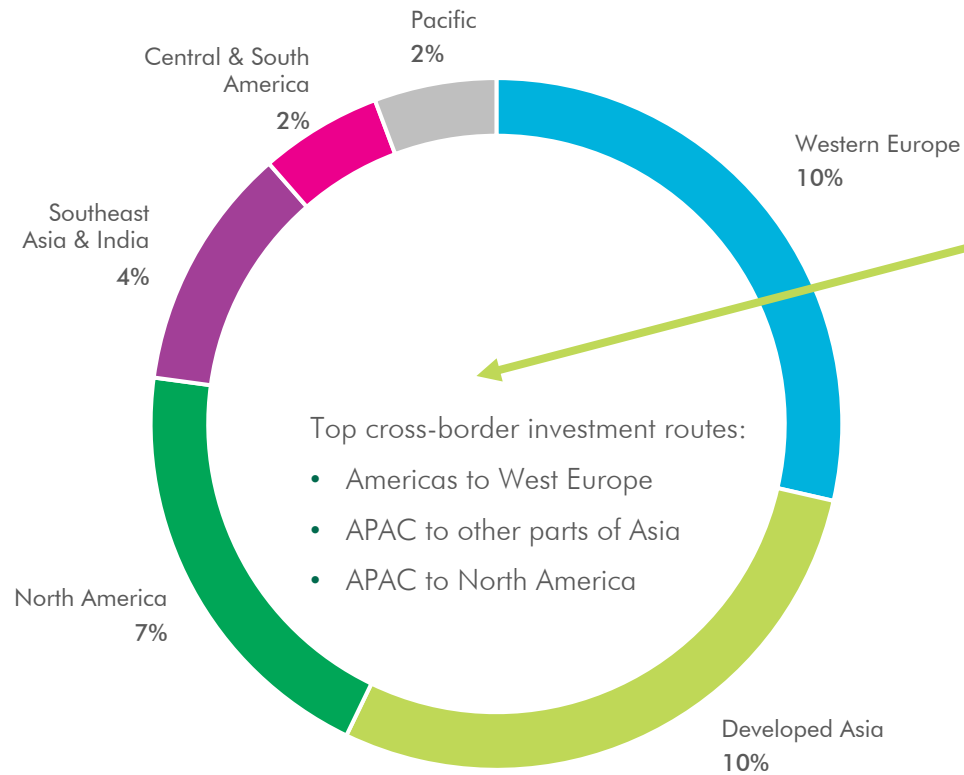 Pacific
2%
Central & South
America
2%
Western Europe
10%
Southeast
Asia & India
4%
Top cross-border investment routes:
• Americas to West Europe
• APAC to other parts of Asia
• APAC to North America
North America
7%
Developed Asia
10%